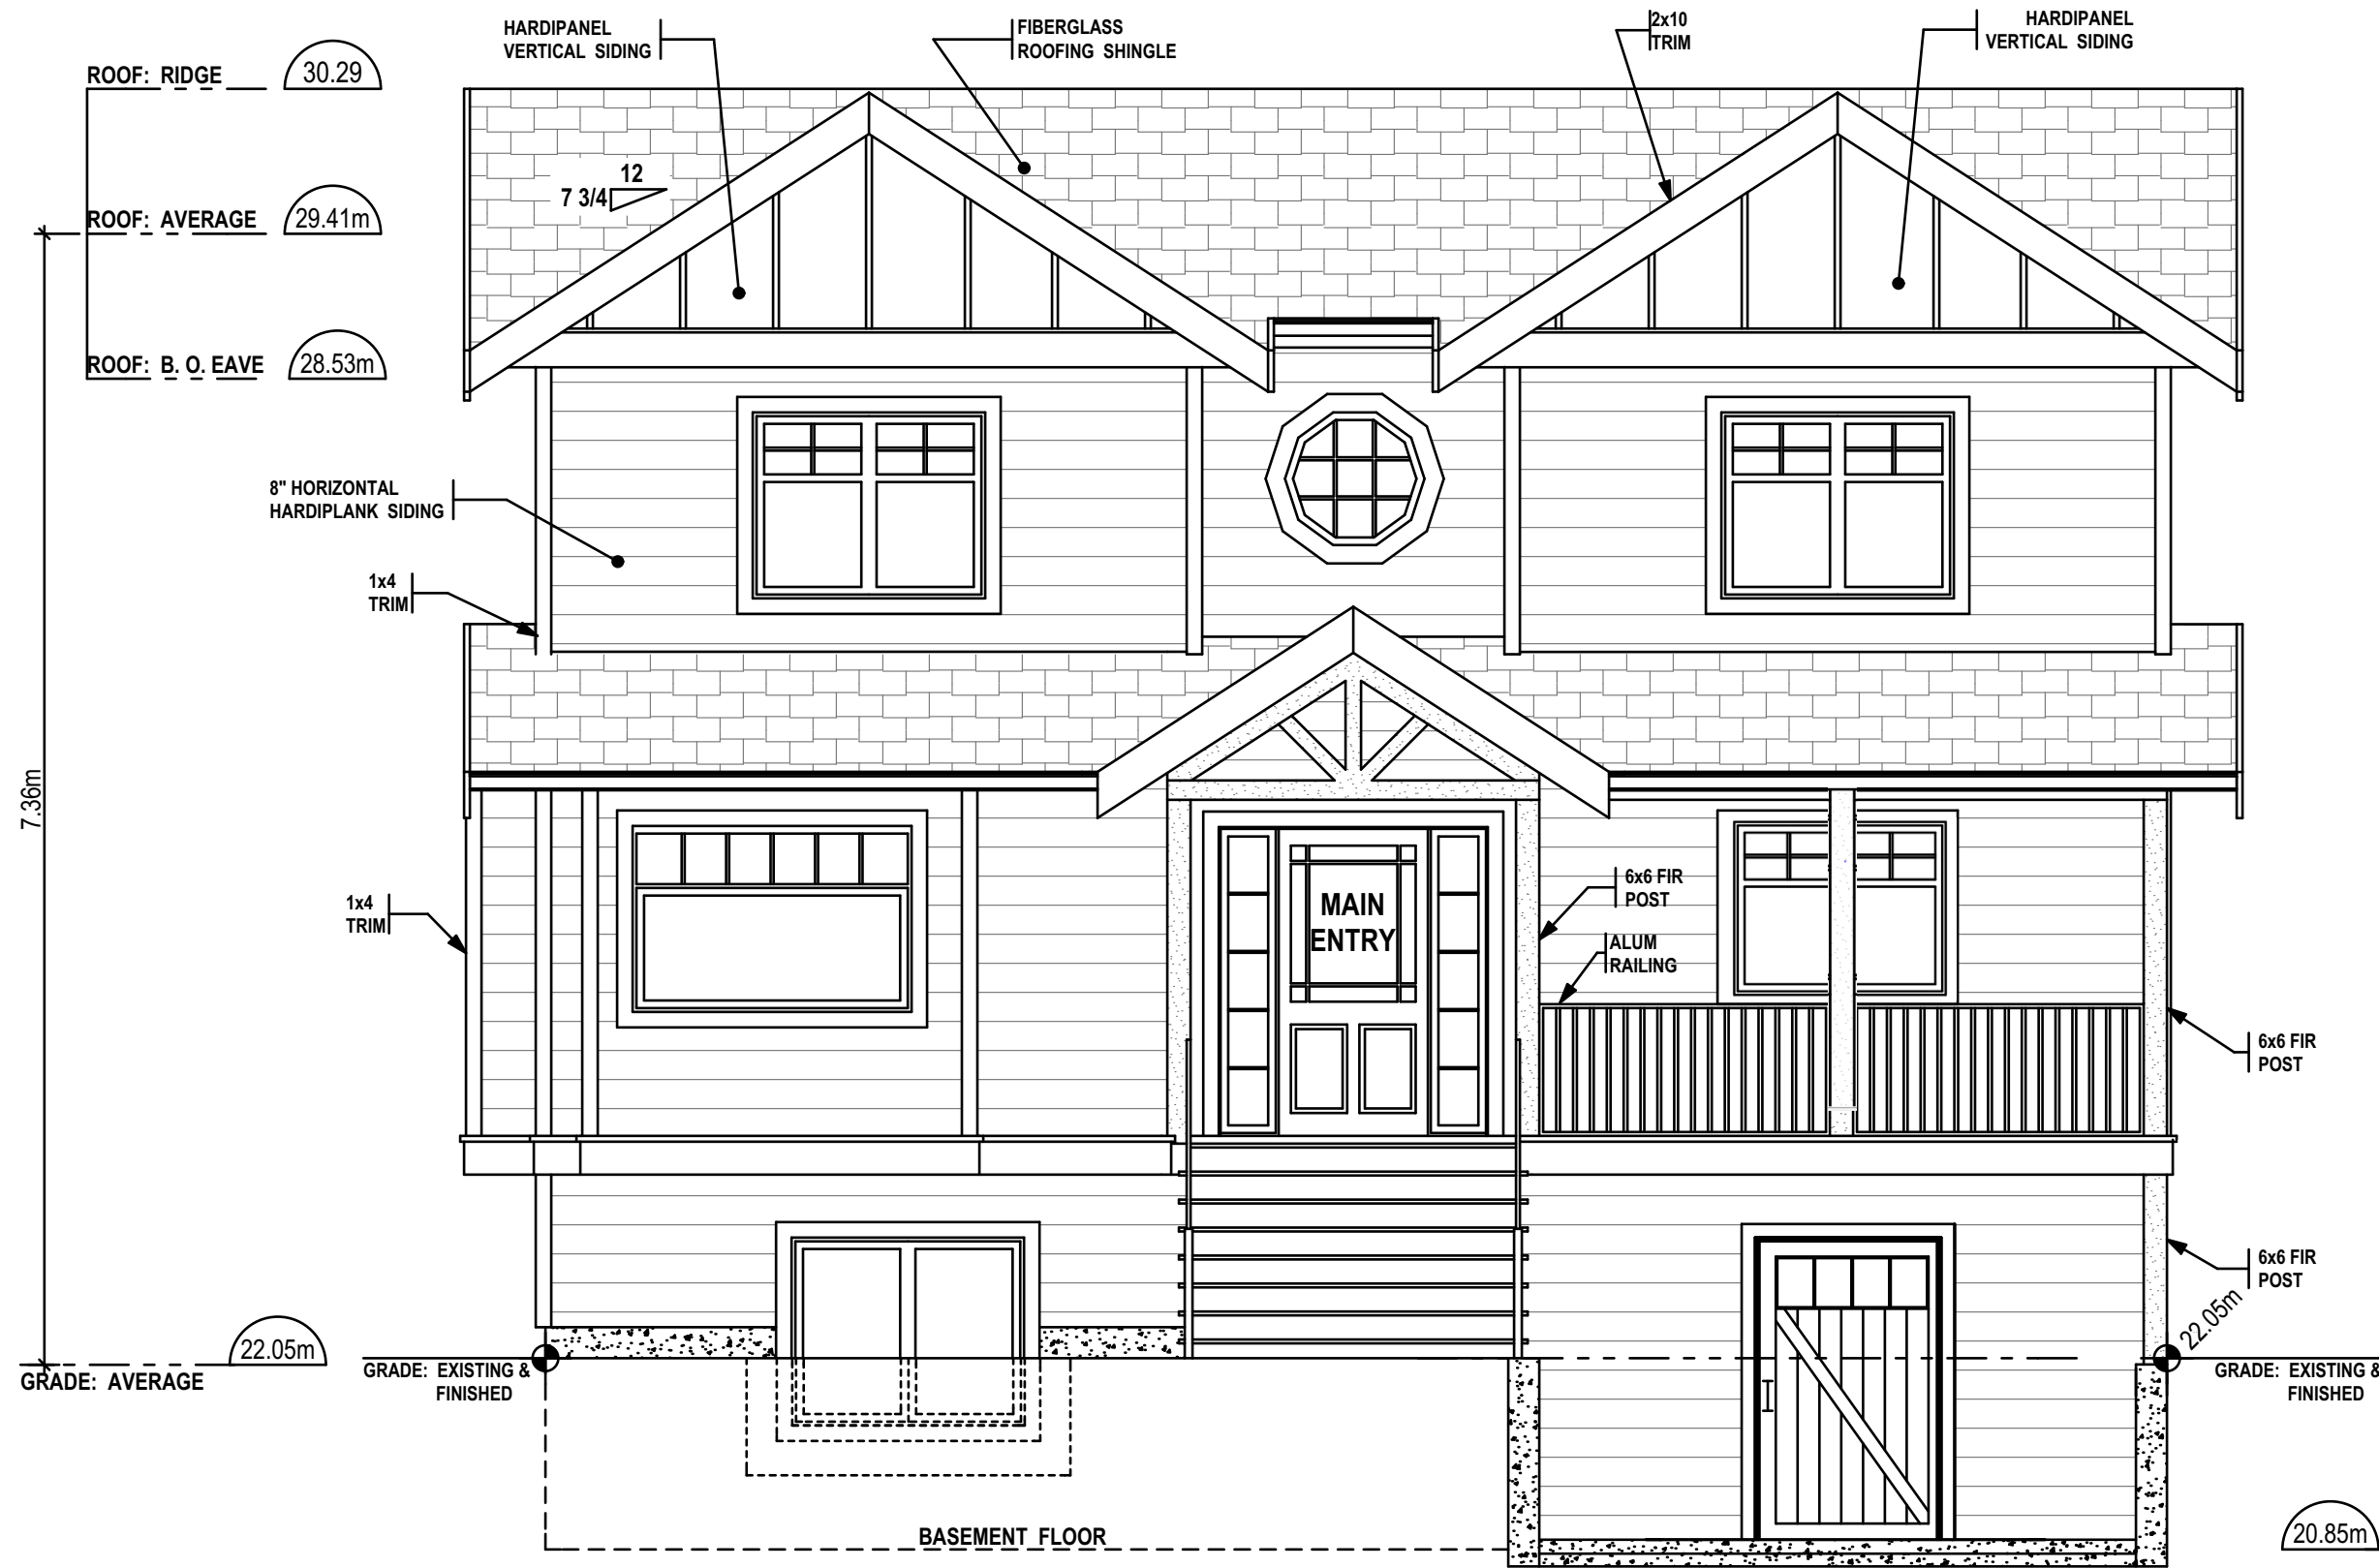 HARDIPANEL
VERTICAL SIDING
FIBERGLASS
ROOFING SHINGLE
2x10
TRIM
HARDIPANEL
VERTICAL SIDING
ROOF: RIDGE
30.29
12
7 3/4
ROOF: AVERAGE
29.41m
ROOF: B. O. EAVE
28.53m
8" HORIZONTAL
HARDIPLANK SIDING
1x4
TRIM
7.36m
1x4
TRIM
MAIN
ENTRY
6x6 FIR
POST
ALUM
RAILING
6x6 FIR
POST
6x6 FIR
POST
22.05m
22.05m
GRADE: AVERAGE
GRADE: EXISTING &
FINISHED
GRADE: EXISTING &
FINISHED
BASEMENT FLOOR
20.85m